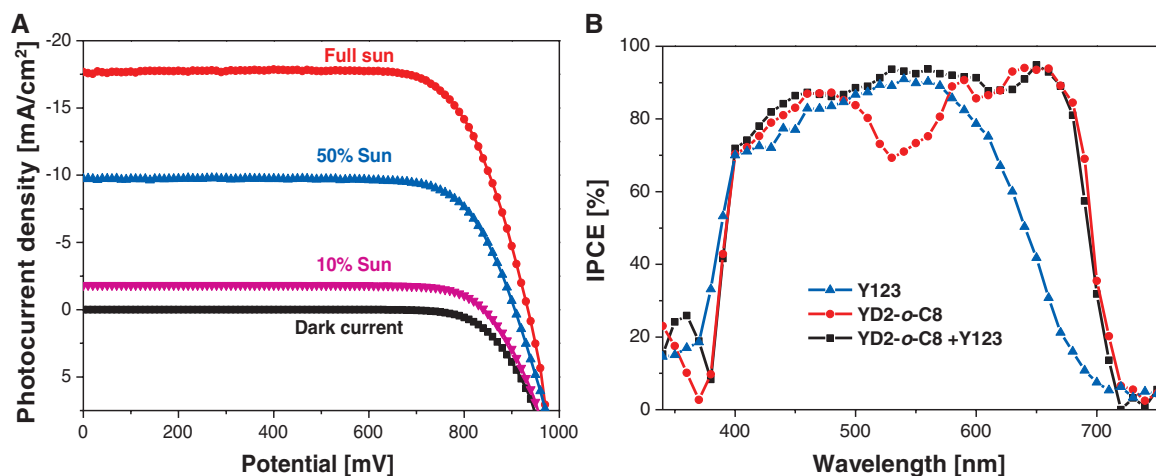 A
Photocurrent density [mA/cm²]
-20
-15
-10
-5
0
5
Full sun
50% Sun
10% Sun
Dark current
0 200 400 600 800 1000
Potential [mV]
B
IPCE [%]
100
80
60
40
20
0
Y123
YD2-o-C8
YD2-o-C8 +Y123
400 500 600 700
Wavelength [nm]